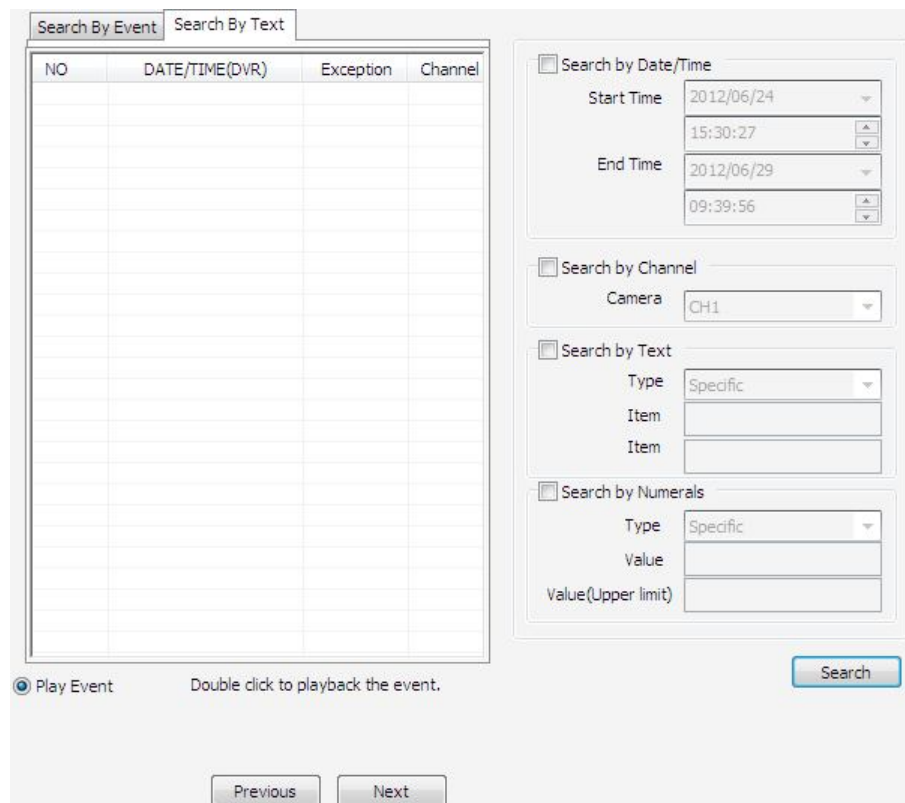 Search By Event Search By Text
NO DATE/TIME(DVR) Exception Channel
Search by Date/Time
Start Time 2012/06/24
15:30:27
End Time 2012/06/29
09:39:56
Search by Channel
Camera CH1
Search by Text
Type Specific
Item
Item
Search by Numerals
Type Specific
Value
Value(Upper limit)
Search
Play Event Double click to playback the event.
Previous Next